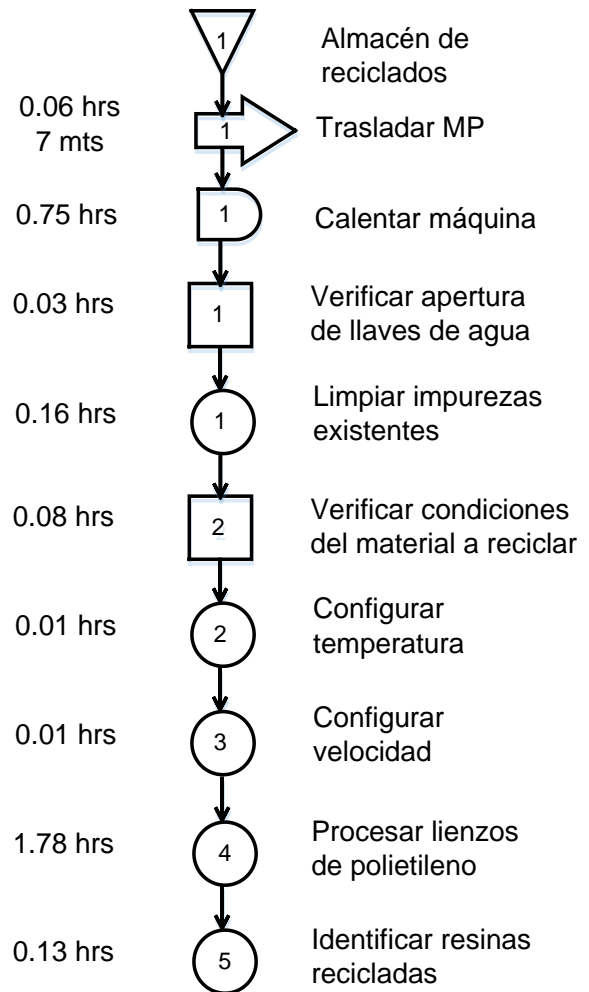 1
Almacén de
reciclados
0.06 hrs
7 mts
1
Trasladar MP
0.75 hrs
1
Calentar máquina
0.03 hrs
1
Verificar apertura
de llaves de agua
0.16 hrs
1
Limpiar impurezas
existentes
0.08 hrs
2
Verificar condiciones
del material a reciclar
0.01 hrs
2
Configurar
temperatura
0.01 hrs
3
Configurar
velocidad
1.78 hrs
4
Procesar lienzos
de polietileno
0.13 hrs
5
Identificar resinas
recicladas